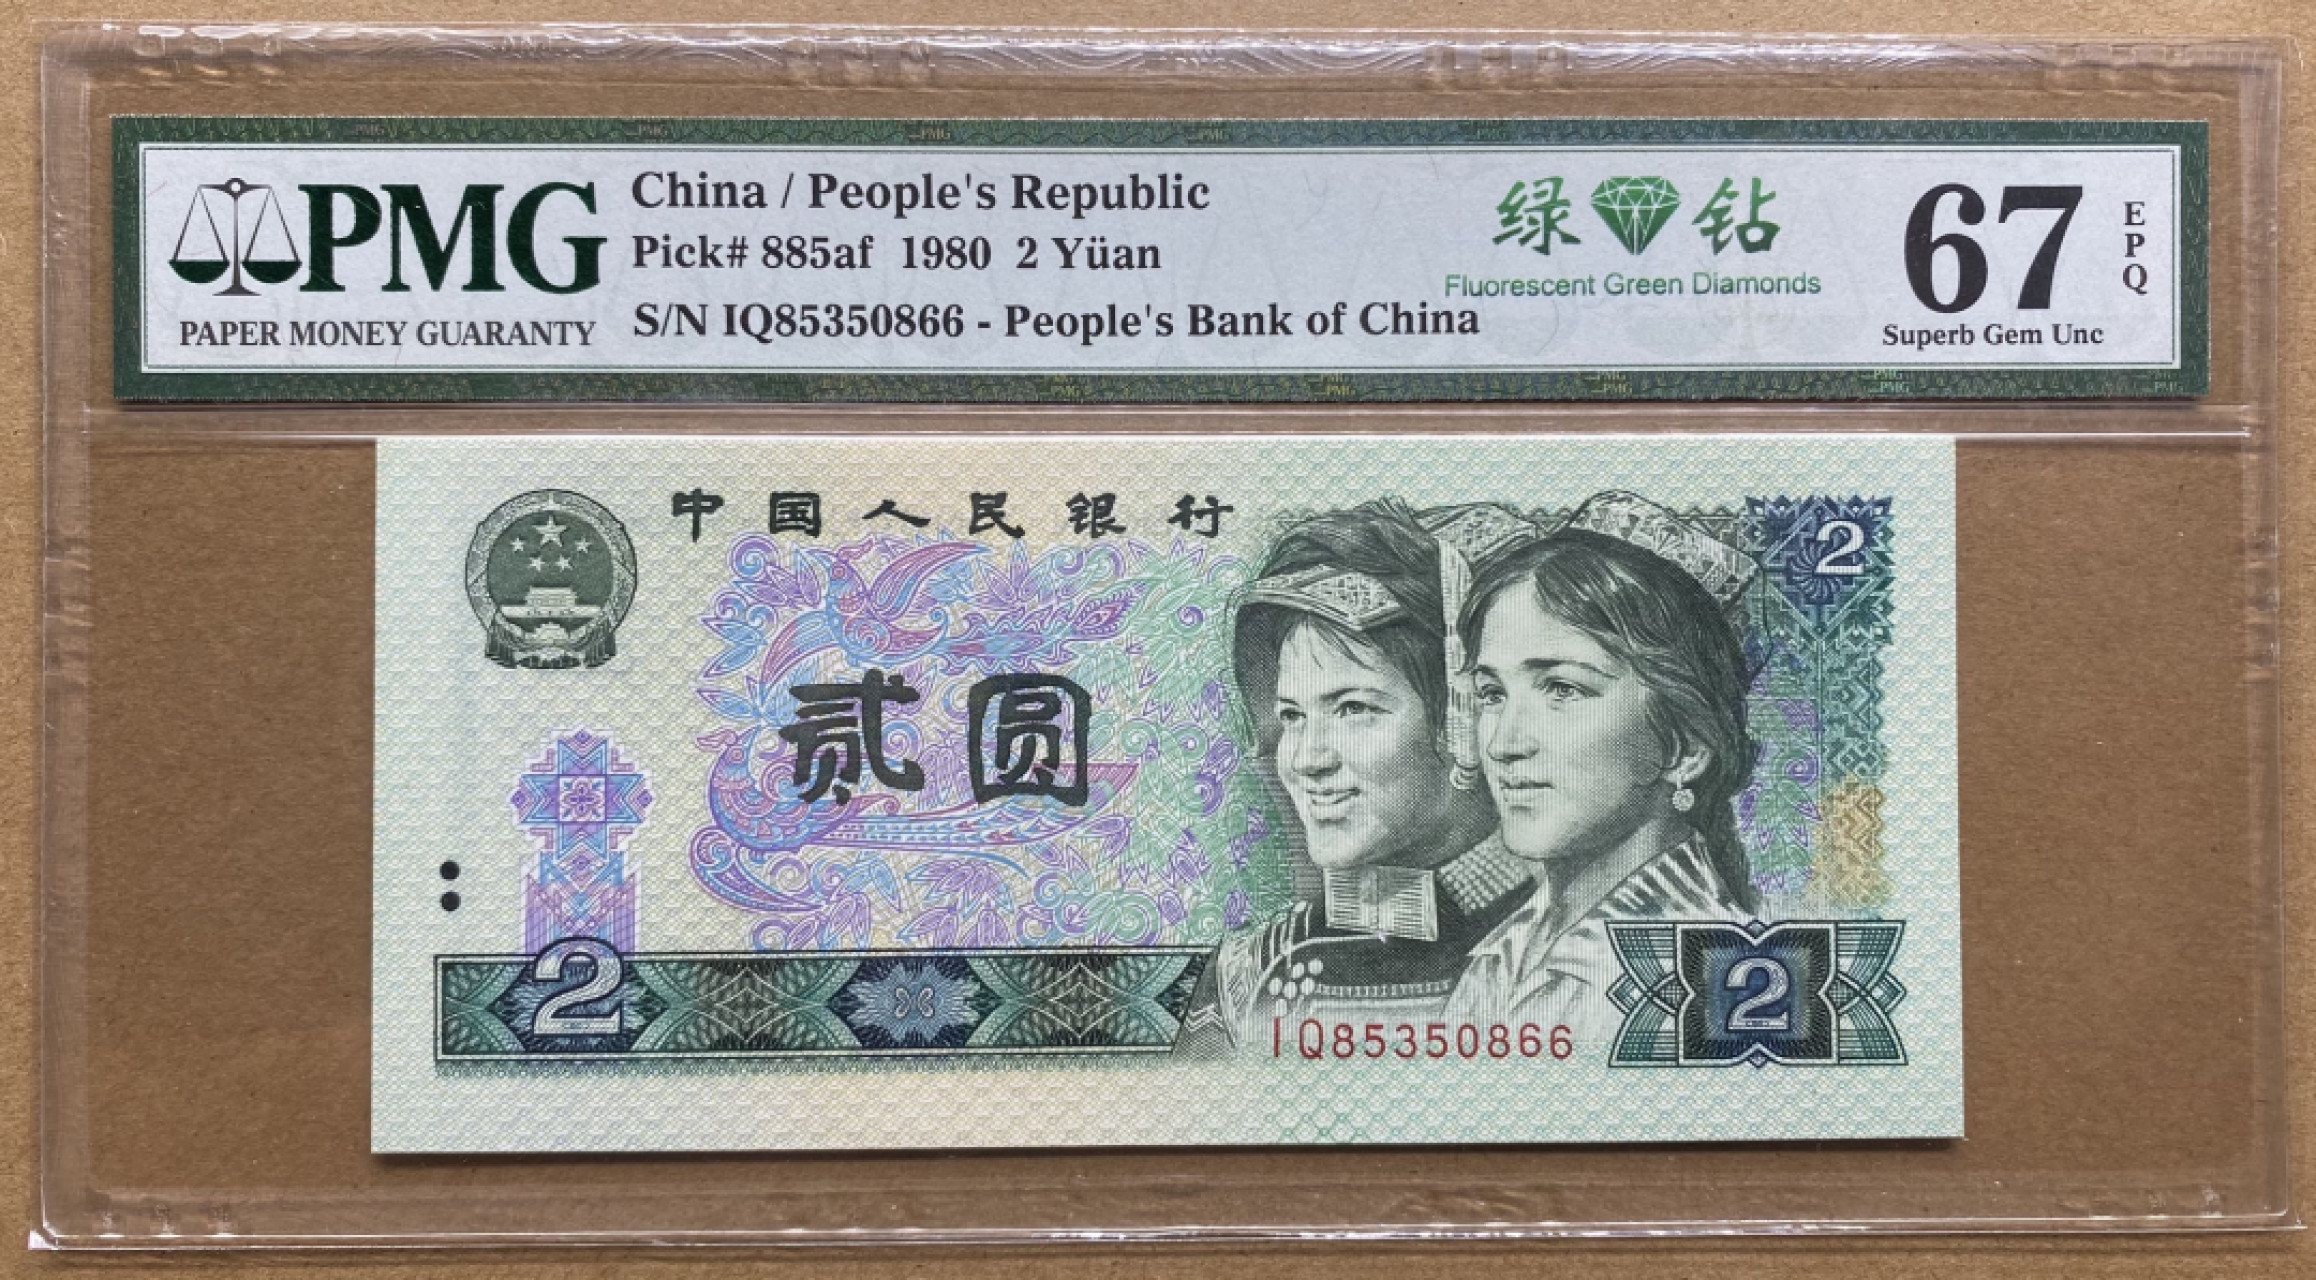 PMG
PAPER MONEY GUARANTY
China / People's Republic
Pick# 885af 1980 2 Yüan
S/N IQ85350866 - People's Bank of China
绿 钻
Fluorescent Green Diamonds
67
EPQ
Superb Gem Unc
中国人民银行
2
贰圆
2
2
IQ85350866